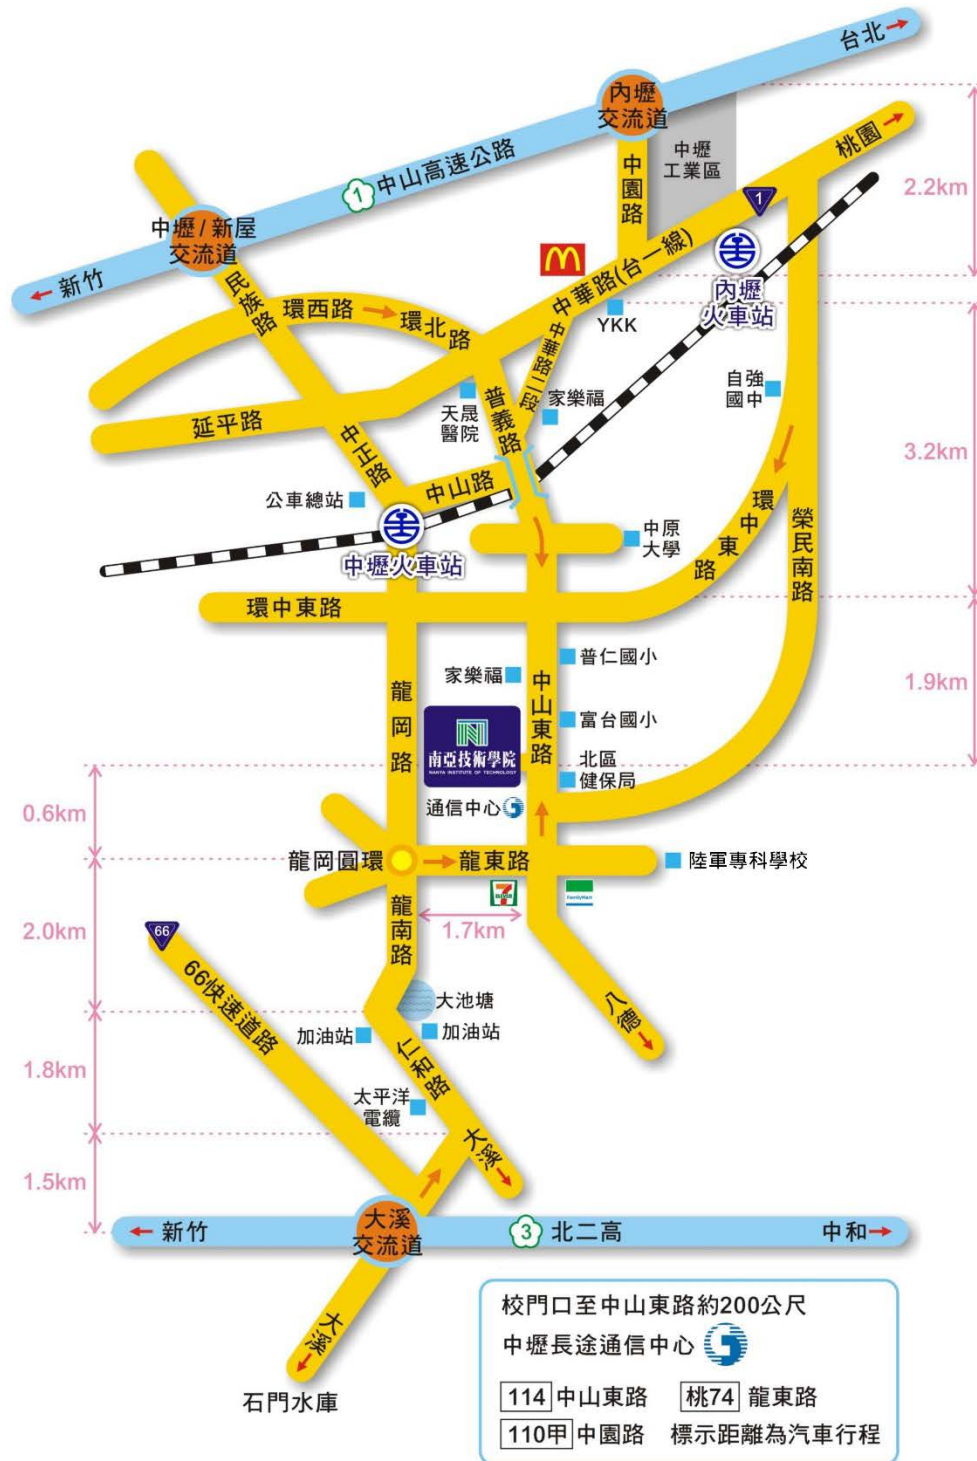 台北
內壢
交流道
中山高速公路
1
中壢
工業區
中園路
桃園
1
2.2km
中壢/新屋
交流道
新竹
民族路
環西路
環北路
中華路(台一線)
內壢
火車站
YKK
中華路二段
延平路
天晟
醫院
普義路
家樂福
自強
國中
3.2km
中正路
公車總站
中山路
中壢火車站
中原
大學
環中東路
榮民南路
環中東路
普仁國小
家樂福
龍岡路
中山東路
1.9km
富台國小
南亞技術學院
NANYA INSTITUTE OF TECHNOLOGY
北區
健保局
通信中心
0.6km
龍岡圓環
龍東路
陸軍專科學校
7
ELEVEN
FamilyMart
龍南路
1.7km
2.0km
66
66快速道路
大池塘
八德
加油站
加油站
仁和路
1.8km
太平洋
電纜
大溪
1.5km
新竹
大溪
交流道
3
北二高
中和
大溪
石門水庫
校門口至中山東路約200公尺
中壢長途通信中心
114 中山東路 桃74 龍東路
110甲 中園路 標示距離為汽車行程